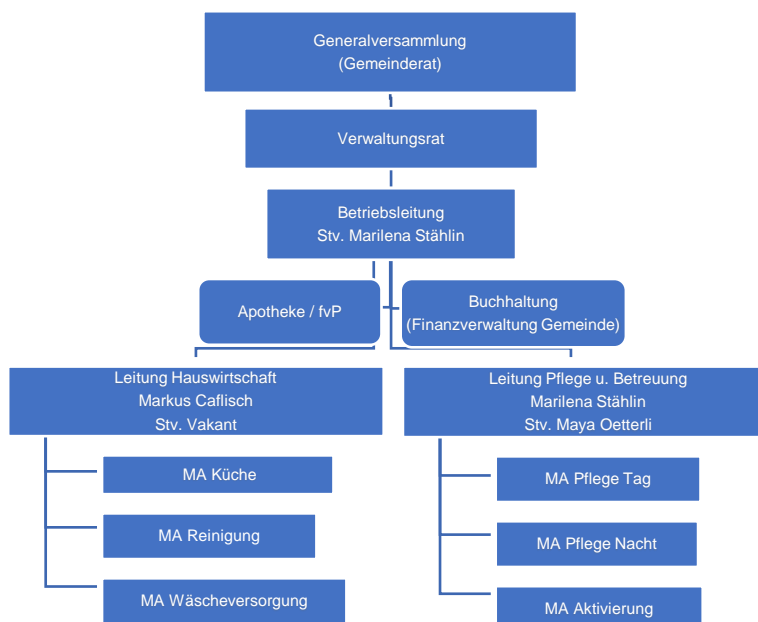 Generalversammlung
(Gemeinderat)
Verwaltungsrat
Betriebsleitung
Stv. Marilena Stählin
Apotheke / fvP
Buchhaltung
(Finanzverwaltung Gemeinde)
Leitung Hauswirtschaft
Markus Caflisch
Stv. Vakant
Leitung Pflege u. Betreuung
Marilena Stählin
Stv. Maya Oetterli
MA Küche
MA Reinigung
MA Wäscheversorgung
MA Pflege Tag
MA Pflege Nacht
MA Aktivierung